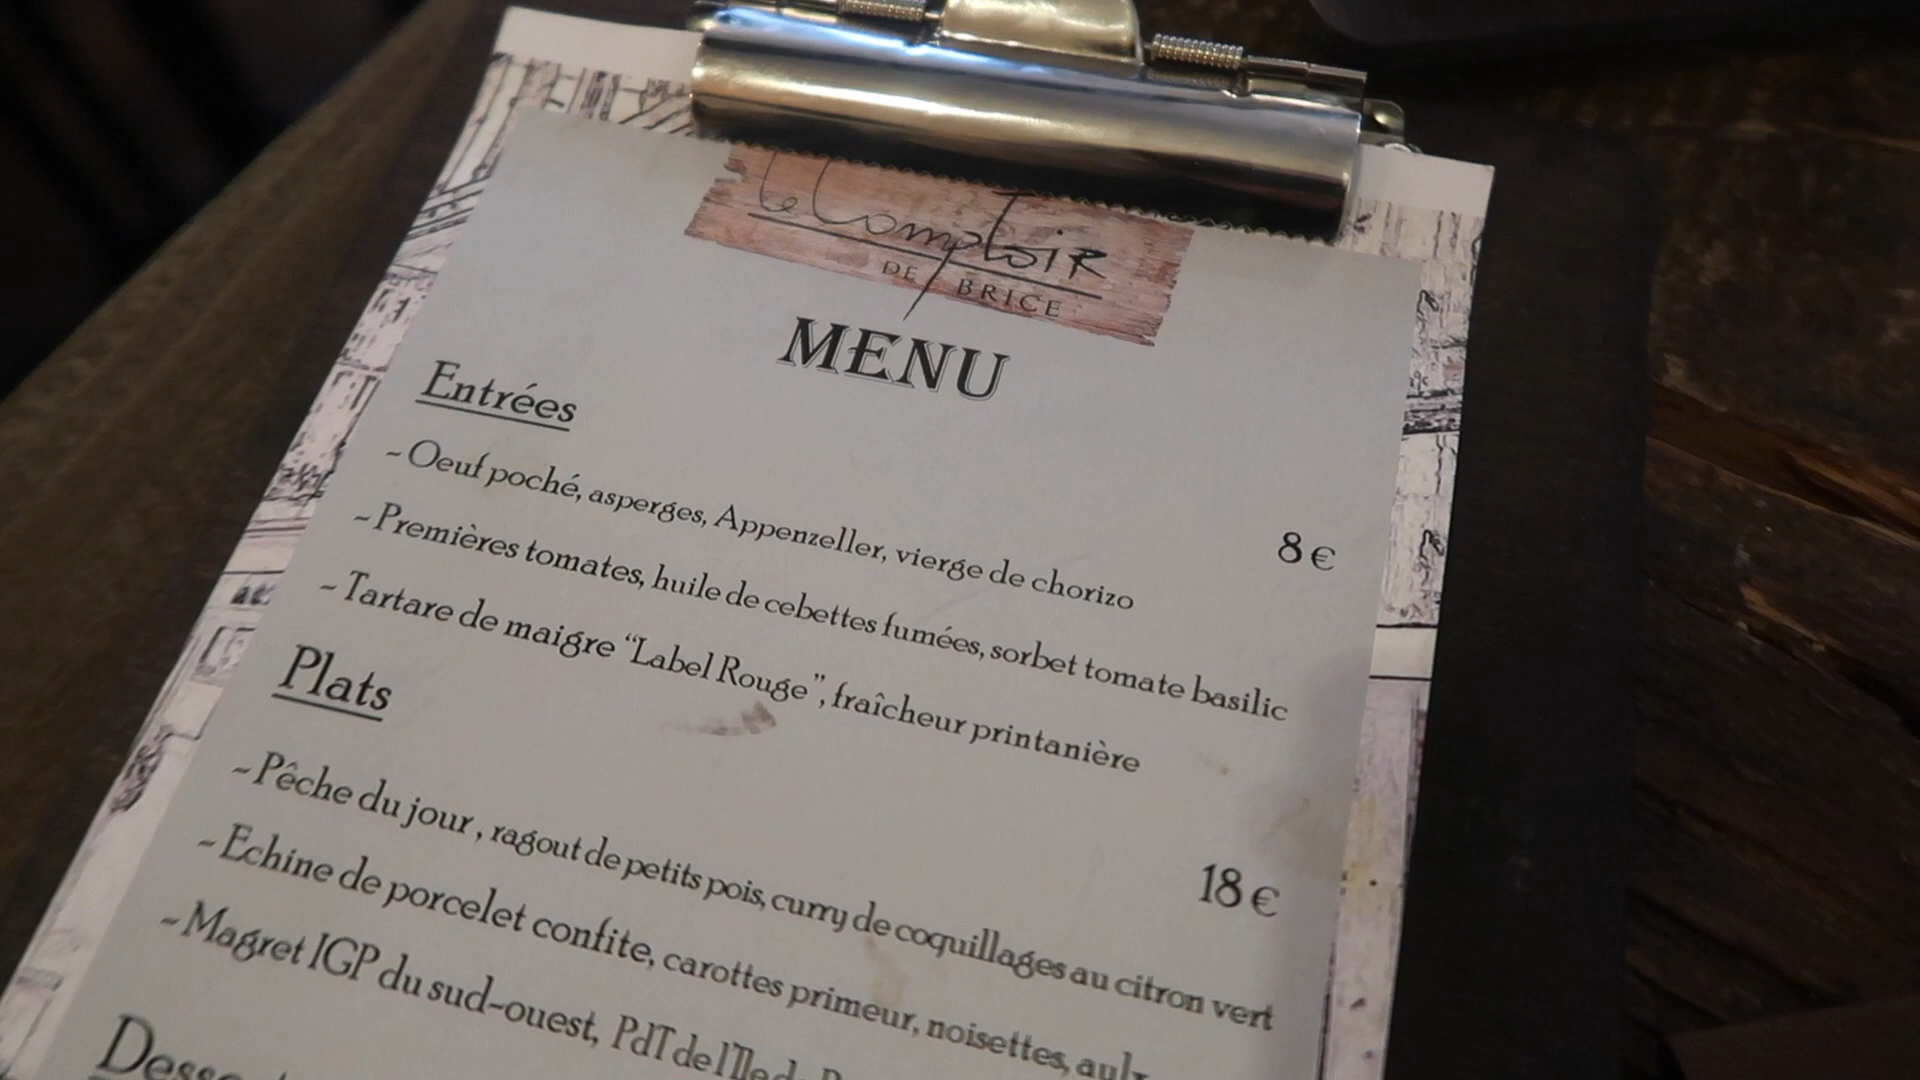 Le Comptoir
DE BRICE
MENU
Entrées
8 €
~ Oeuf poché, asperges, Appenzeller, vierge de chorizo
~ Premières tomates, huile de cebettes fumées, sorbet tomate basilic
~ Tartare de maigre “Label Rouge”, fraîcheur printanière
Plats
18 €
~ Pêche du jour, ragout de petits pois, curry de coquillages au citron vert
~ Echine de porcelet confite, carottes primeur, noisettes,
~ Magret IGP du sud-ouest, PdT de l'Ile de